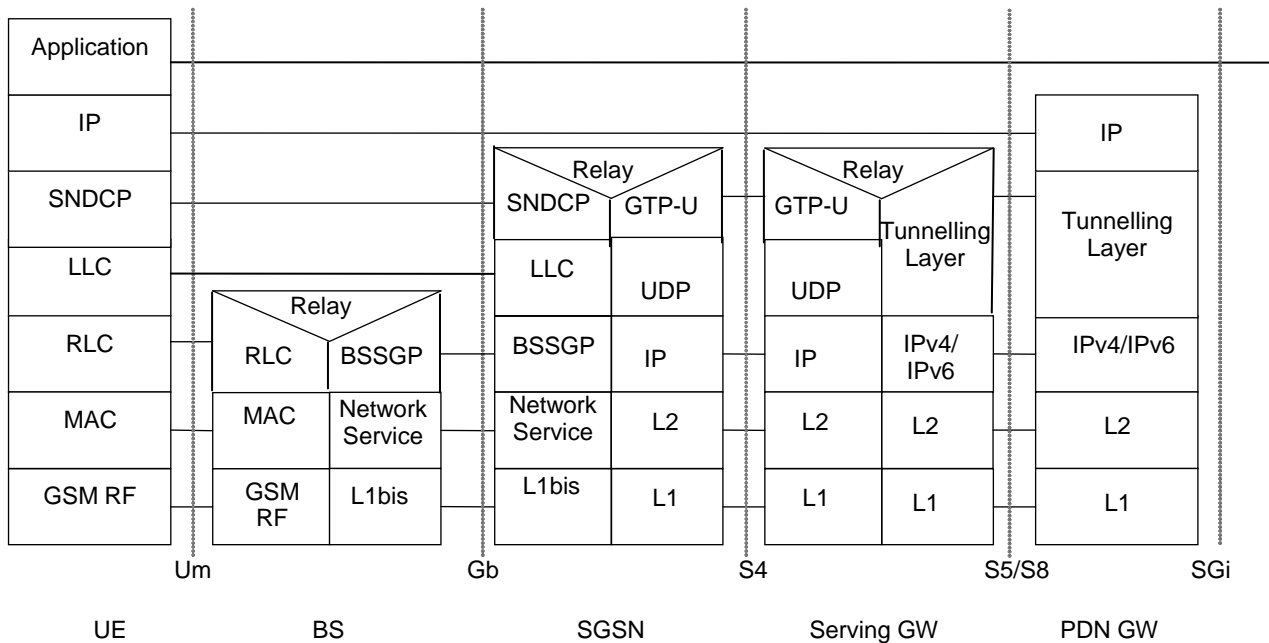 Application
IP
IP
Relay
Relay
SNDCP
SNDCP
GTP-U
GTP-U
Tunnelling
Layer
Tunnelling
Layer
LLC
LLC
UDP
UDP
Relay
RLC
RLC
BSSGP
BSSGP
IP
IP
IPv4/
IPv6
IPv4/IPv6
MAC
MAC
Network
Service
Network
Service
L2
L2
L2
L2
GSM RF
GSM
RF
L1bis
L1bis
L1
L1
L1
L1
Um
Gb
S4
S5/S8
SGi
UE
BS
SGSN
Serving GW
PDN GW